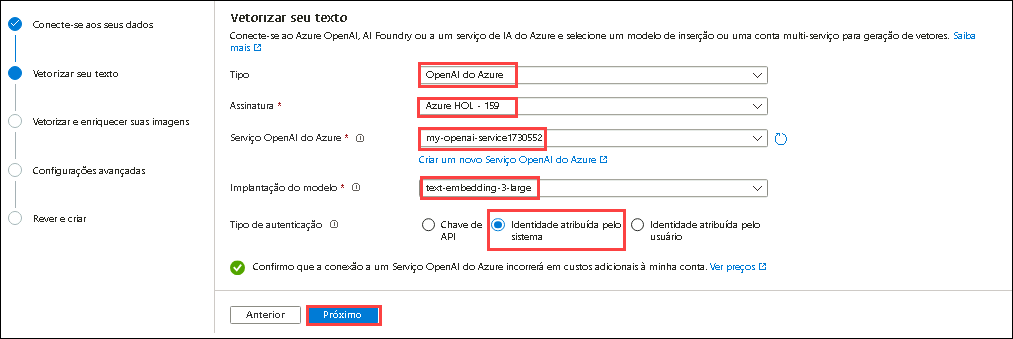 Conecte-se aos seus dados
Vetorizar seu texto
Vetorizar e enriquecer suas imagens
Configurações avançadas
Rever e criar
Vetorizar seu texto
Conecte-se ao Azure OpenAI, AI Foundry ou a um serviço de IA do Azure e selecione um modelo de inserção ou uma conta multi-serviço para geração de vetores. Saiba
mais
Tipo
OpenAI do Azure
Assinatura *
Azure HOL - 159
Serviço OpenAI do Azure *
my-openai-service1730552
Criar um novo Serviço OpenAI do Azure
Implantação do modelo *
text-embedding-3-large
Tipo de autenticação
Chave de
API
Identidade atribuída pelo
sistema
Identidade atribuída pelo
usuário
Confirmo que a conexão a um Serviço OpenAI do Azure incorrerá em custos adicionais à minha conta. Ver preços
Anterior
Próximo